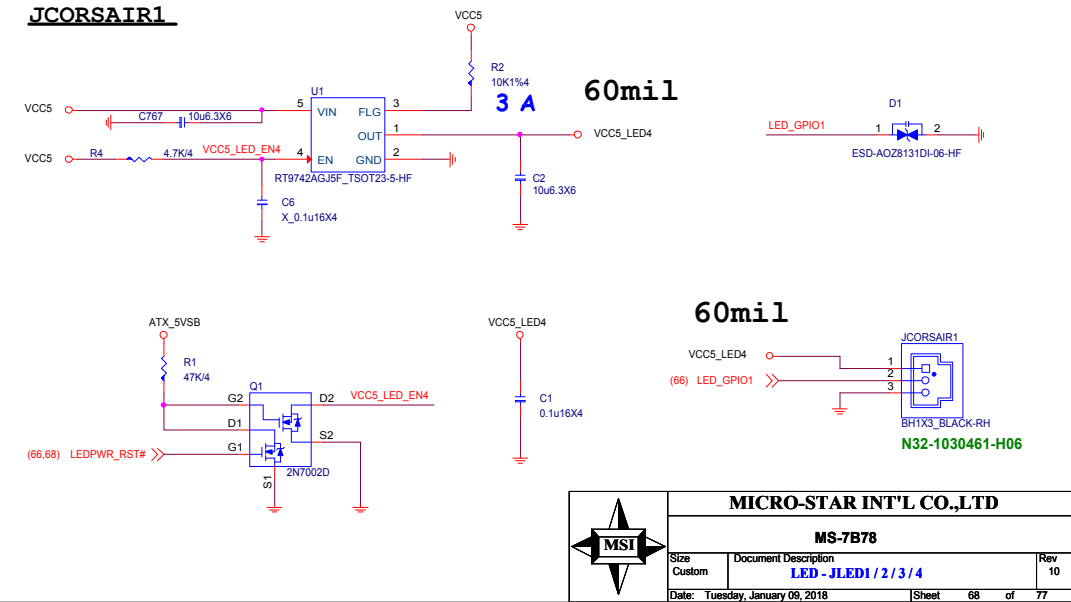 JCORSAIR1
VCC5
R2
10K1%4
3 A
60mil
U1
VCC5
C767
10u6.3X6
5
VIN
FLG
3
OUT
1
VCC_LED4
VCC5
R4
4.7K/4
VCC5_LED_EN4
4
EN
GND
2
RT9742AGJ5F_TSOT23-5-HF
C6
X_0.1u16X4
C2
10u6.3X6
D1
LED_GPIO1
1
2
ESD-AOZ8131DI-06-HF
ATX_5VSB
R1
47K/4
Q1
G2
D2
VCC5_LED_EN4
D1
S2
(66,68) LEDPWR_RST#
G1
S1
2N7002D
VCC5_LED4
C1
0.1u16X4
60mil
JCORSAIR1
VCC5_LED4
1
(66) LED_GPIO1
2
3
BH1X3_BLACK-RH
N32-1030461-H06
MSI
MICRO-STAR INT'L CO.,LTD
MS-7B78
Size
Custom
Document Description
LED - JLED1 / 2 / 3 / 4
Rev
10
Date: Tuesday, January 09, 2018
Sheet 68 of 77